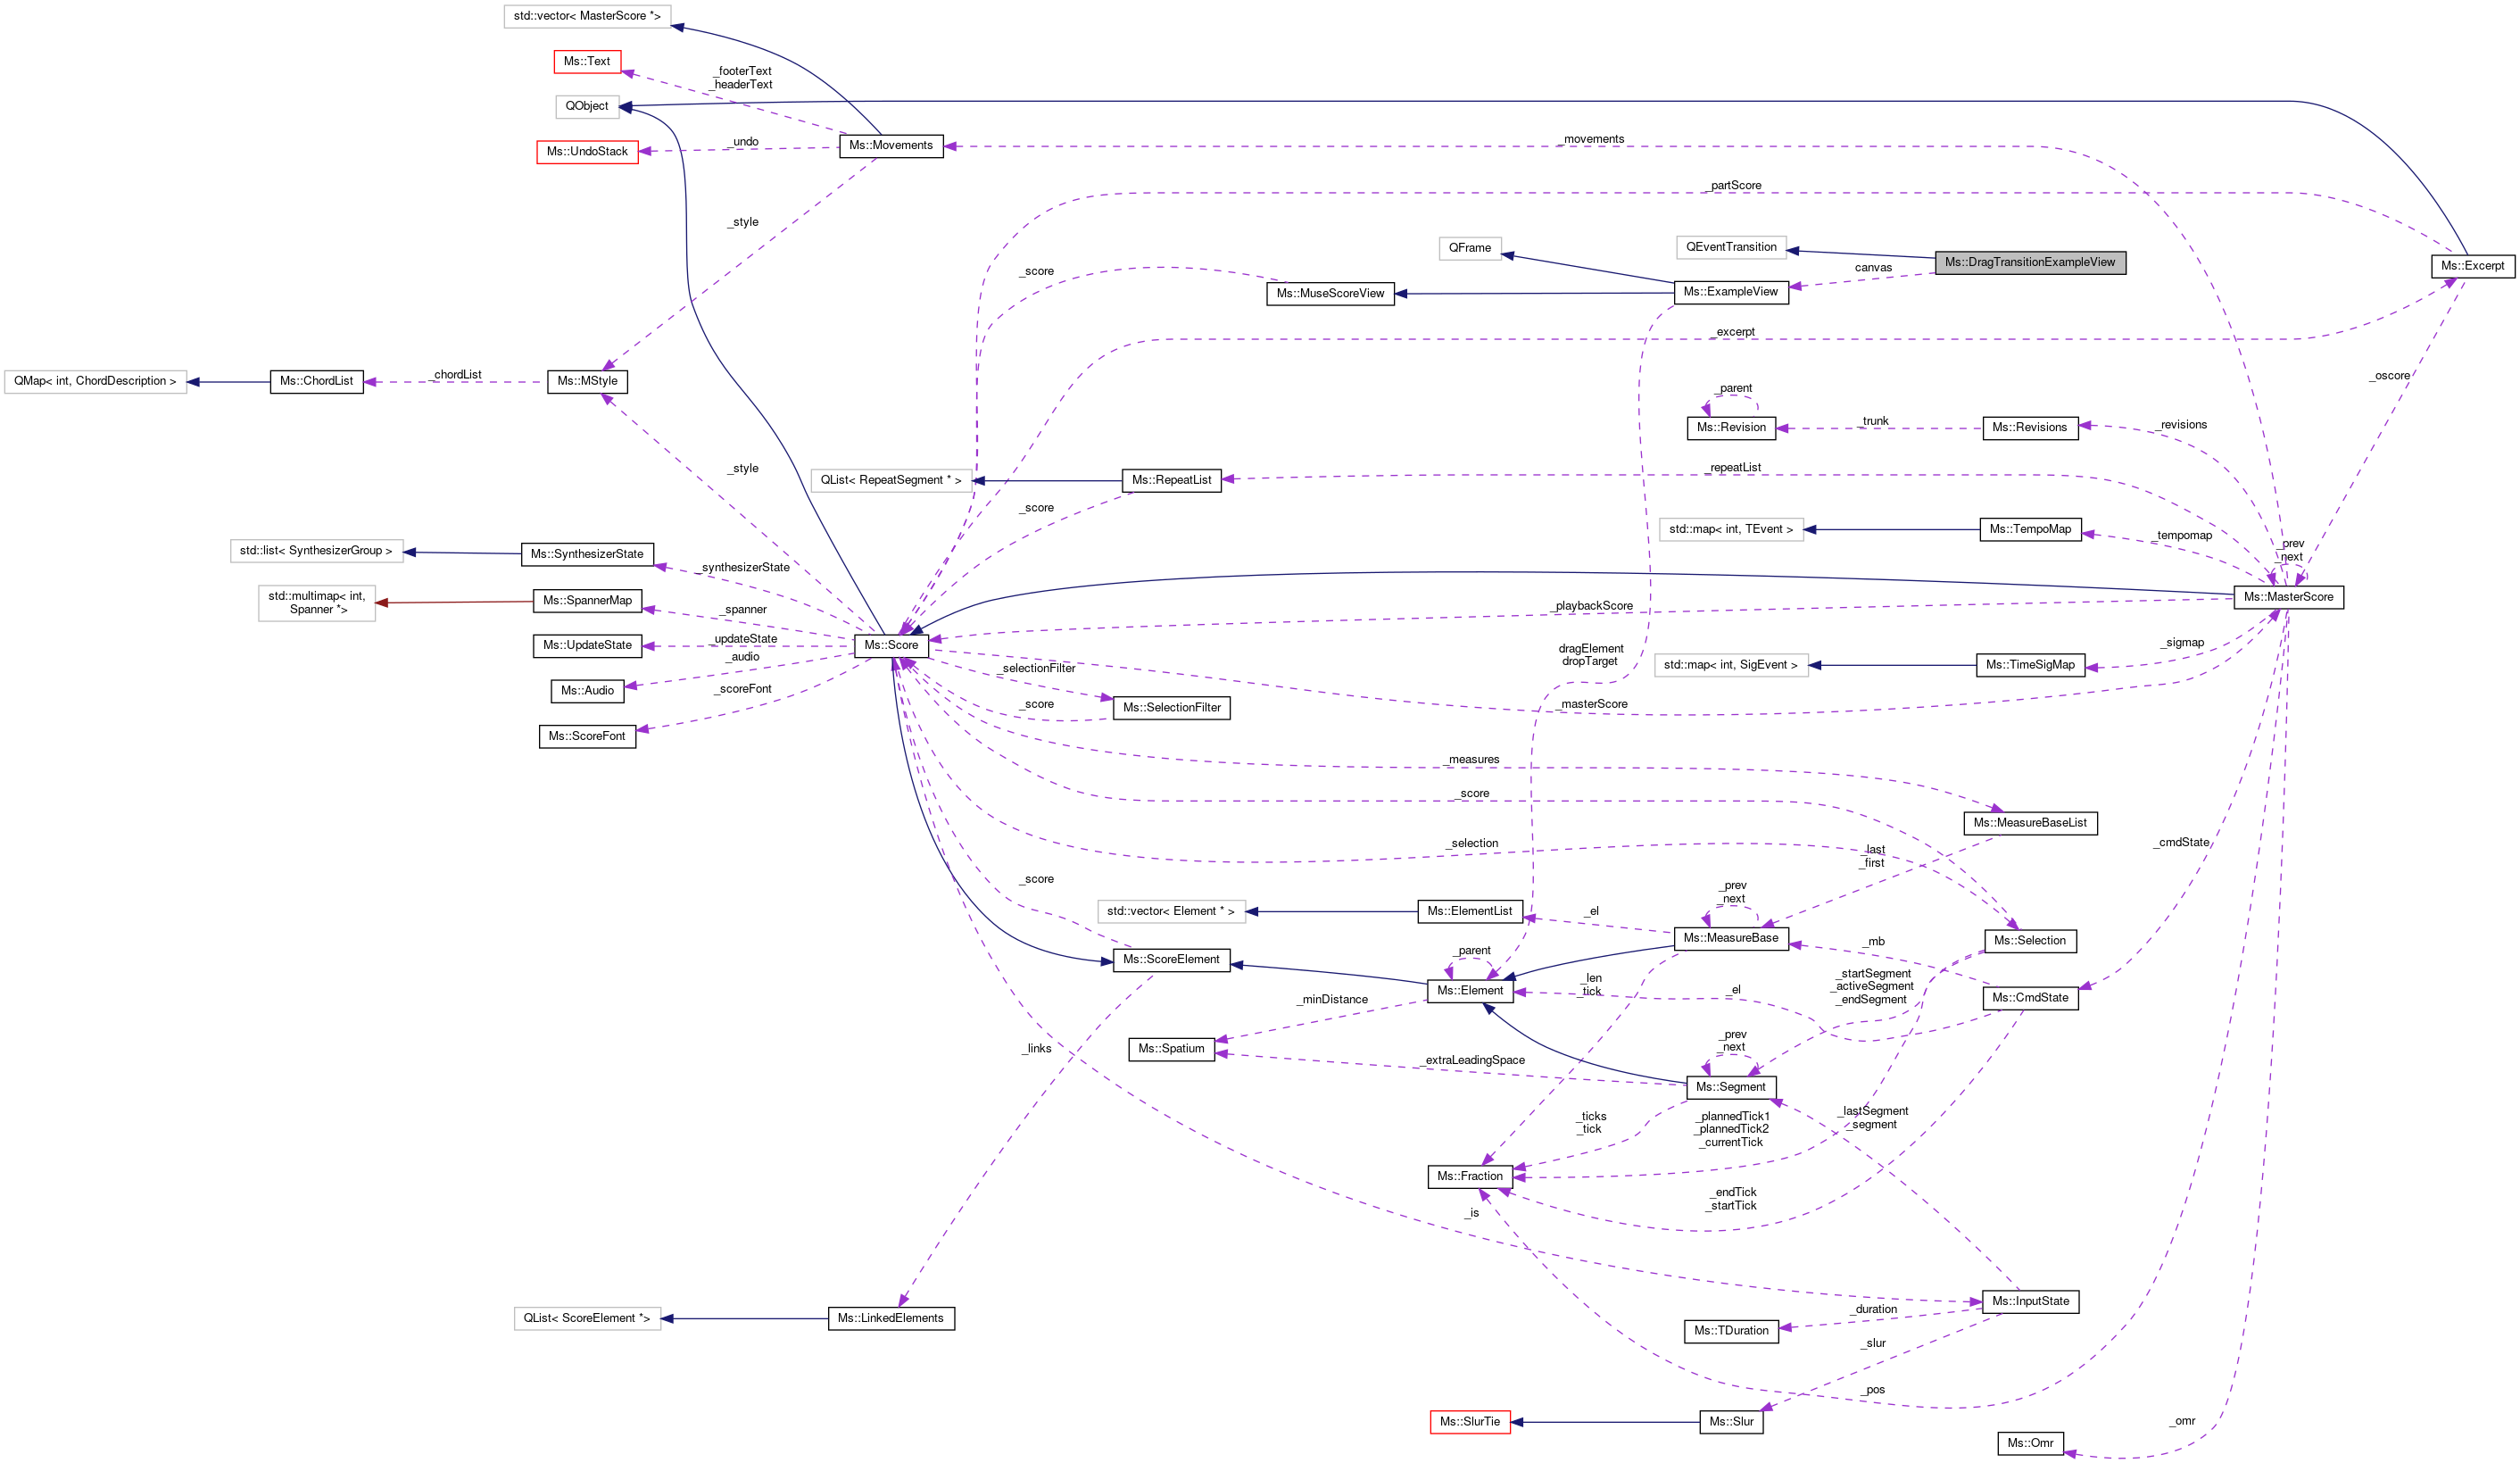 std::vector< MasterScore *>
Ms::Text
_footerText
_headerText
QObject
Ms::UndoStack
_undo
Ms::Movements
_movements
_partScore
_style
QFrame
QEventTransition
Ms::DragTransitionExampleView
Ms::Excerpt
_score
canvas
Ms::MuseScoreView
Ms::ExampleView
_excerpt
QMap< int, ChordDescription >
Ms::ChordList
_chordList
Ms::MStyle
_oscore
_parent
Ms::Revision
_trunk
Ms::Revisions
_revisions
_style
QList< RepeatSegment * >
Ms::RepeatList
_repeatList
_score
std::map< int, TEvent >
Ms::TempoMap
_tempomap
_prev
_next
std::list< SynthesizerGroup >
Ms::SynthesizerState
_synthesizerState
std::multimap< int,
Spanner *>
Ms::SpannerMap
_spanner
_playbackScore
Ms::MasterScore
Ms::UpdateState
_updateState
Ms::Score
dragElement
dropTarget
_sigmap
_audio
_selectionFilter
std::map< int, SigEvent >
Ms::TimeSigMap
Ms::Audio
_scoreFont
_score
Ms::SelectionFilter
_masterScore
Ms::ScoreFont
_measures
_score
Ms::MeasureBaseList
_selection
_last
_first
_cmdState
_score
_prev
_next
std::vector< Element * >
Ms::ElementList
_el
Ms::MeasureBase
Ms::Selection
_mb
Ms::ScoreElement
_parent
Ms::Element
_len
_tick
_el
_startSegment
_activeSegment
_endSegment
Ms::CmdState
_minDistance
_links
Ms::Spatium
_extraLeadingSpace
_prev
_next
Ms::Segment
_ticks
_tick
_plannedTick1
_plannedTick2
_currentTick
_lastSegment
_segment
Ms::Fraction
_endTick
_startTick
_is
Ms::InputState
QList< ScoreElement *>
Ms::LinkedElements
_duration
Ms::TDuration
_slur
_pos
Ms::SlurTie
Ms::Slur
_omr
Ms::Omr